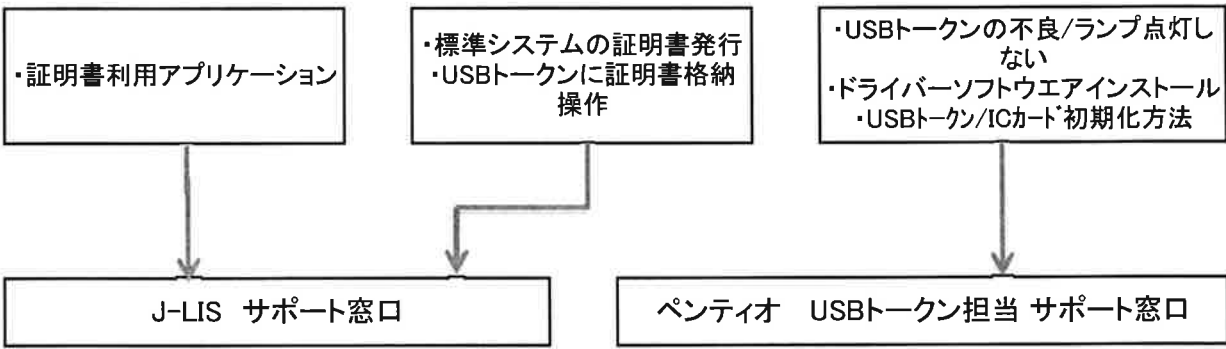 ・証明書利用アプリケーション
・標準システムの証明書発行
・USBトークンに証明書格納
操作
・USBトークンの不良/ランプ点灯し
ない
・ドライバーソフトウエアインストール
・USBﾄｰｸﾝ/ICｶｰﾄﾞ初期化方法
J-LIS　サポート窓口
ペンティオ　USBトークン担当 サポート窓口